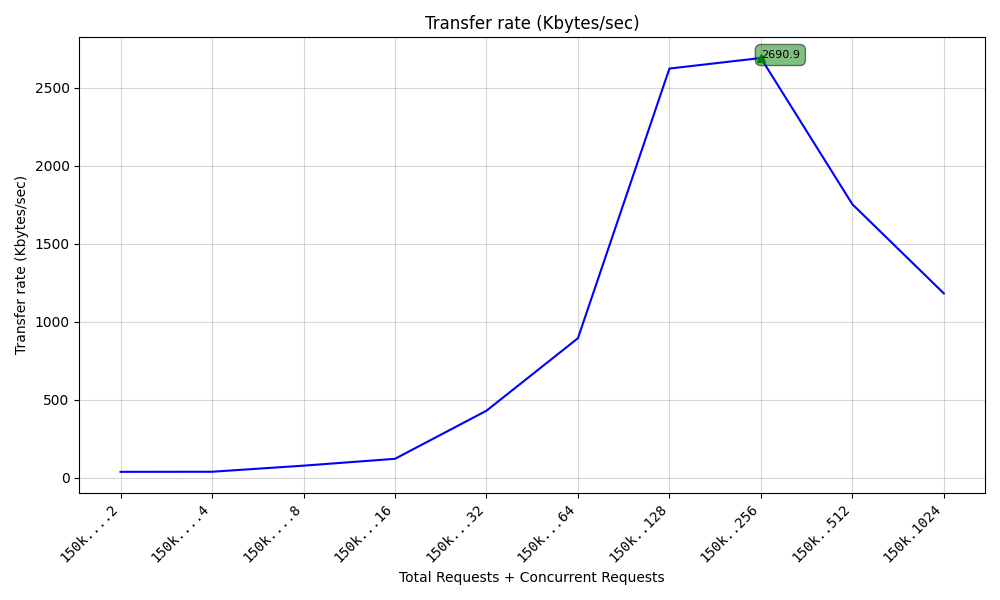 Transfer rate (Kbytes/sec)
2690.9
Transfer rate (Kbytes/sec)
2500
2000
1500
1000
500
0
150k....2
150k....4
150k....8
150k...16
150k...32
150k...64
150k..128
150k..256
150k..512
150k.1024
Total Requests + Concurrent Requests